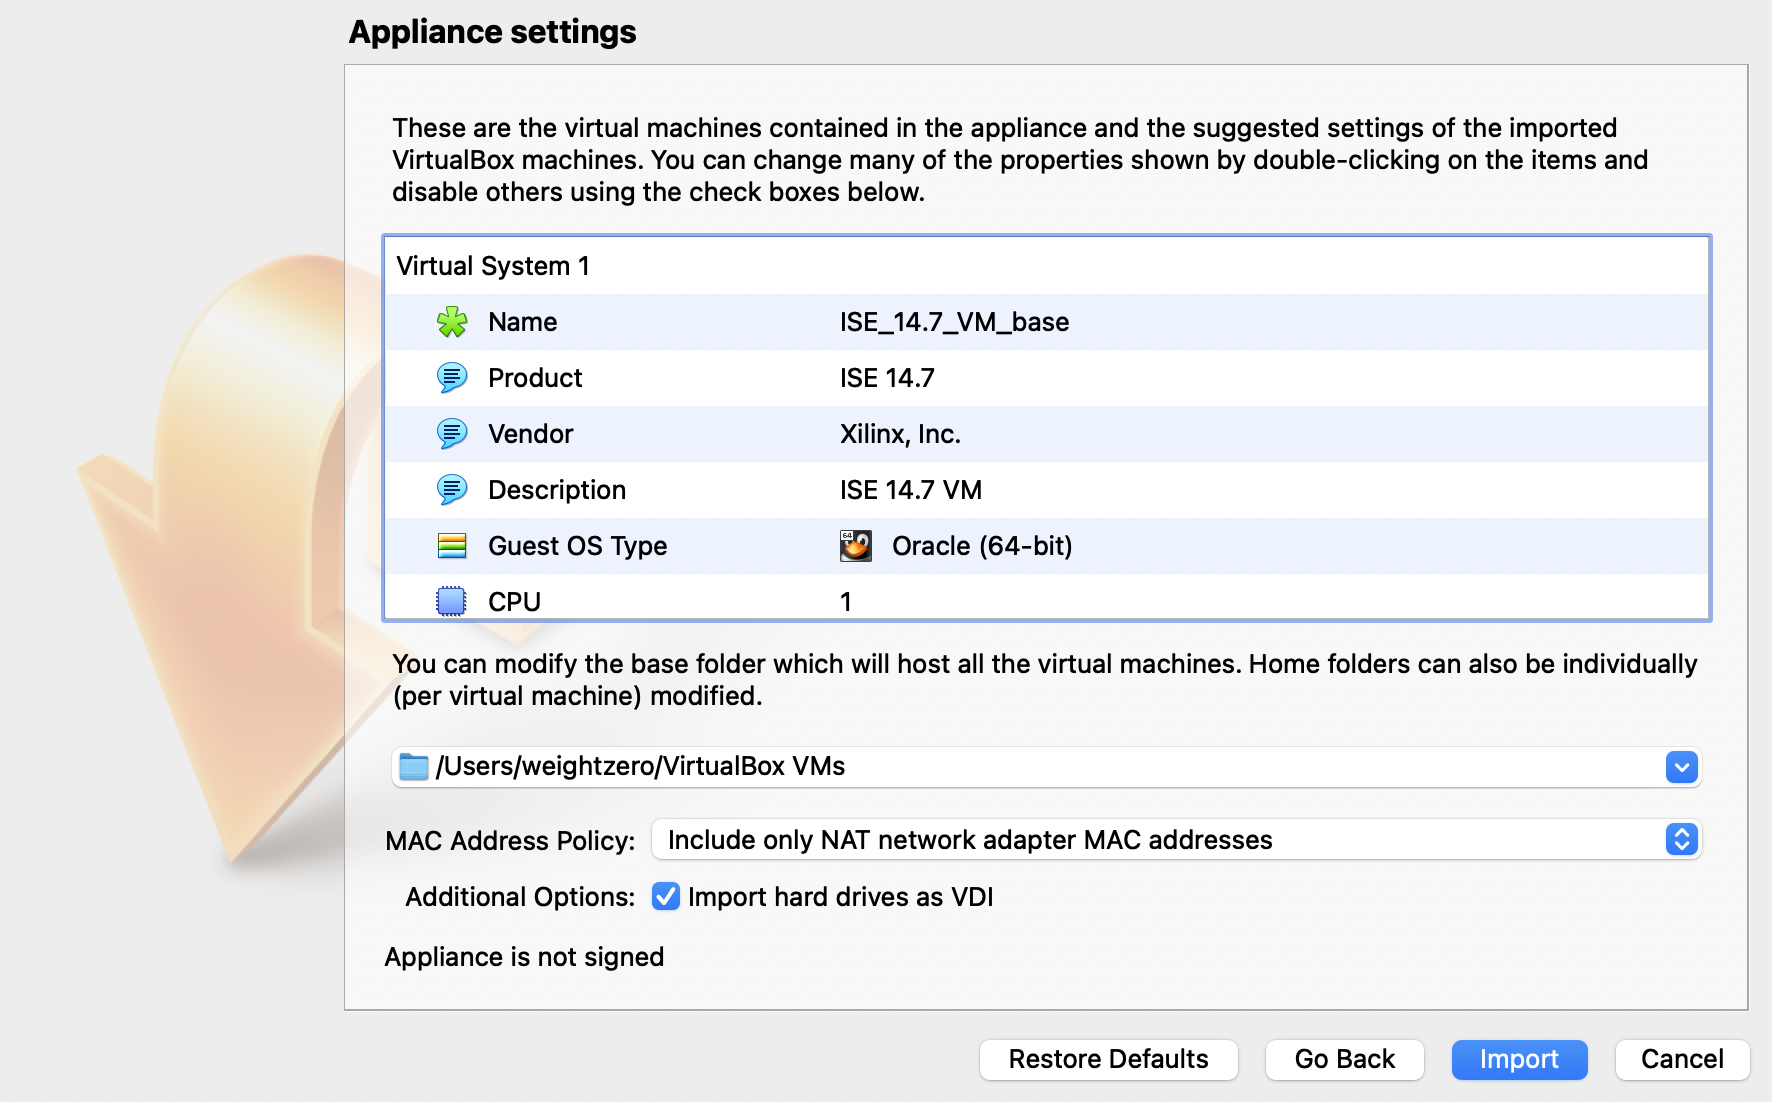 Appliance settings
These are the virtual machines contained in the appliance and the suggested settings of the imported
VirtualBox machines. You can change many of the properties shown by double-clicking on the items and
disable others using the check boxes below.
Virtual System 1
Name ISE_14.7_VM_base
Product ISE 14.7
Vendor Xilinx, Inc.
Description ISE 14.7 VM
Guest OS Type 64 Oracle (64-bit)
CPU 1
You can modify the base folder which will host all the virtual machines. Home folders can also be individually
(per virtual machine) modified.
/Users/weightzero/VirtualBox VMs
MAC Address Policy: Include only NAT network adapter MAC addresses
Additional Options: Import hard drives as VDI
Appliance is not signed
Restore Defaults Go Back Import Cancel